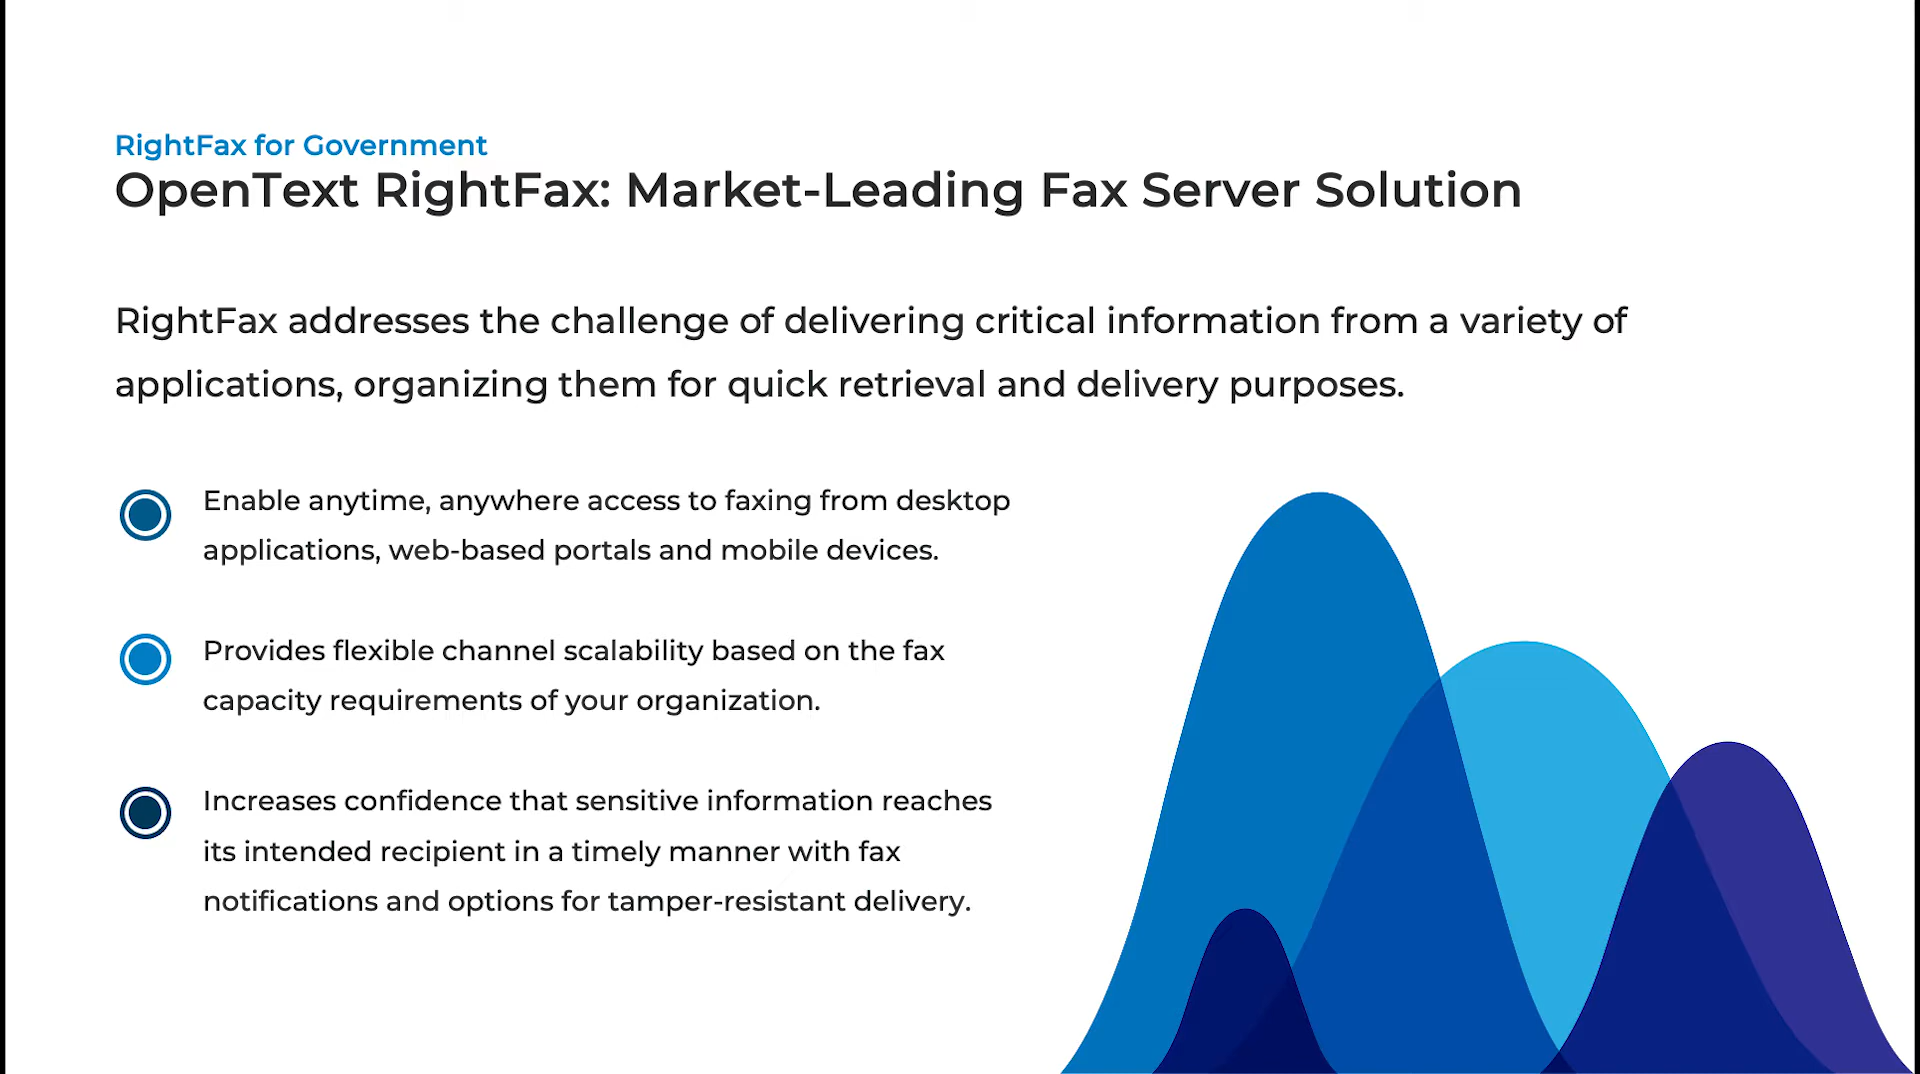 RightFax for Government
OpenText RightFax: Market-Leading Fax Server Solution
RightFax addresses the challenge of delivering critical information from a variety of
applications, organizing them for quick retrieval and delivery purposes.
Enable anytime, anywhere access to faxing from desktop
applications, web-based portals and mobile devices.
Provides flexible channel scalability based on the fax
capacity requirements of your organization.
Increases confidence that sensitive information reaches
its intended recipient in a timely manner with fax
notifications and options for tamper-resistant delivery.